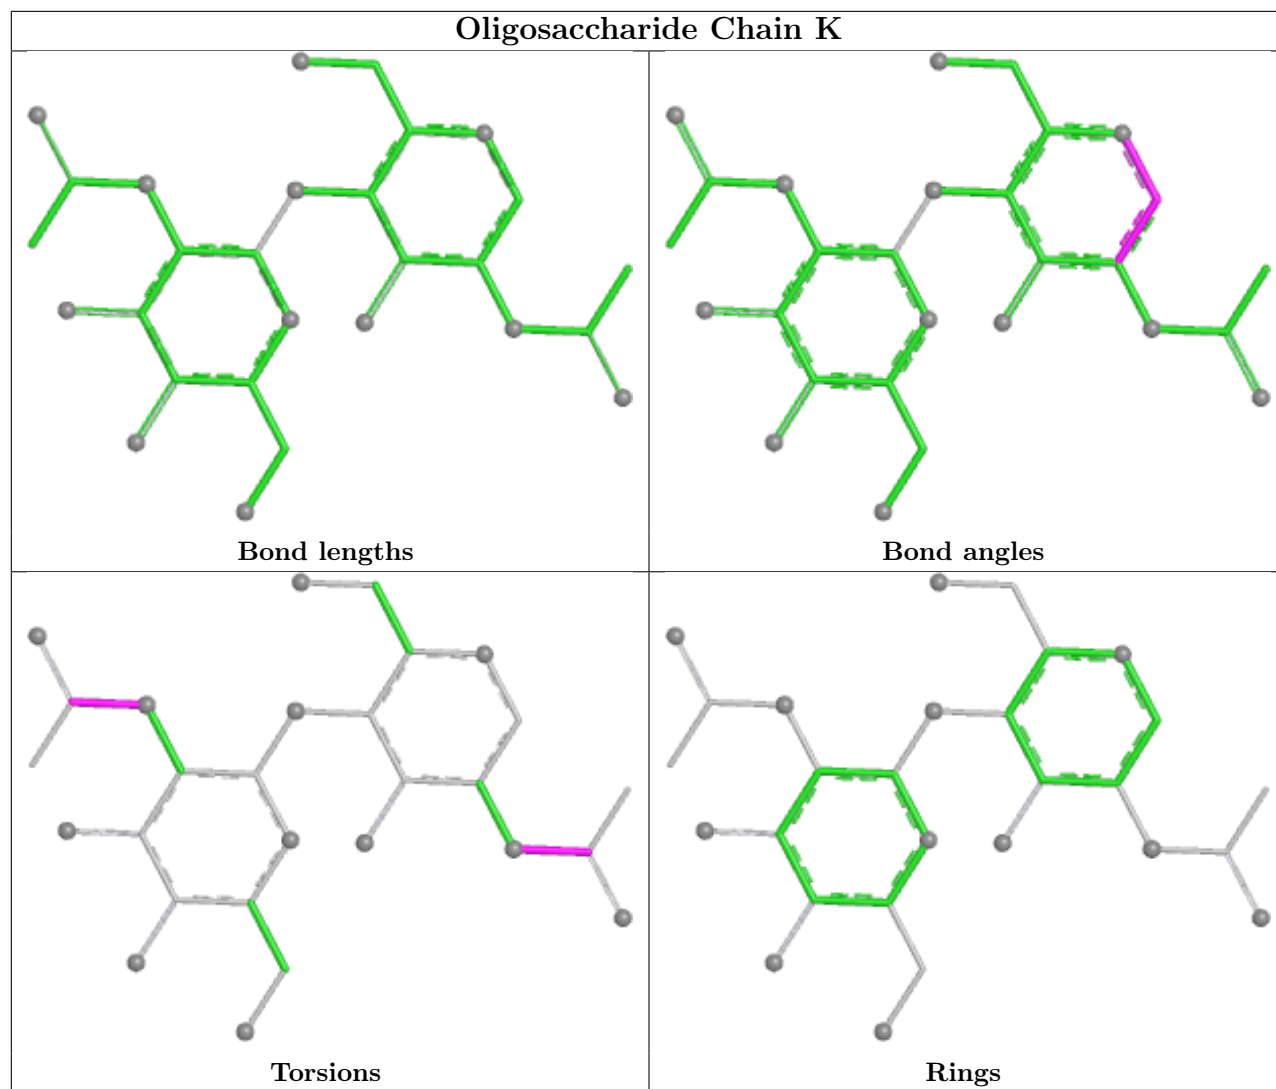 Oligosaccharide Chain K
Bond lengths
Bond angles
Torsions
Rings